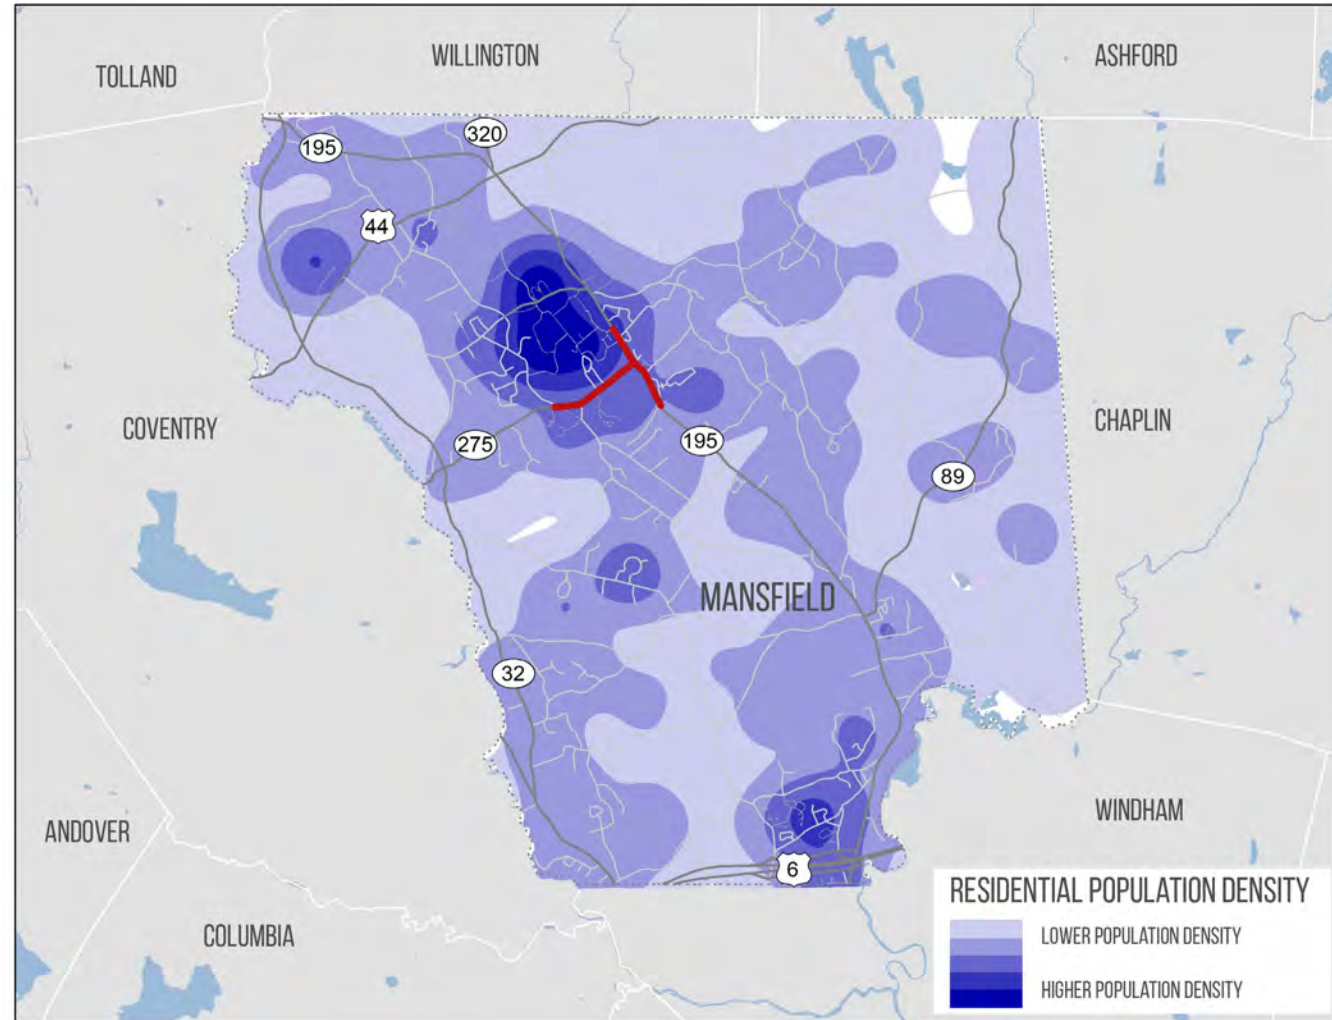 WILLINGTON
ASHFORD
TOLLAND
320
195
44
COVENTRY
CHAPLIN
275
195
89
MANSFIELD
32
WINDHAM
ANDOVER
6
RESIDENTIAL POPULATION DENSITY
LOWER POPULATION DENSITY
COLUMBIA
HIGHER POPULATION DENSITY